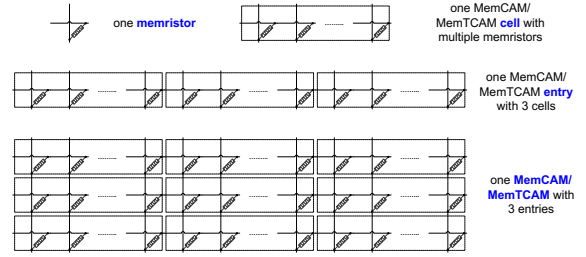 one memristor
one MemCAM/
MemTCAM cell with
multiple memristors
one MemCAM/
MemTCAM entry
with 3 cells
one MemCAM/
MemTCAM with
3 entries